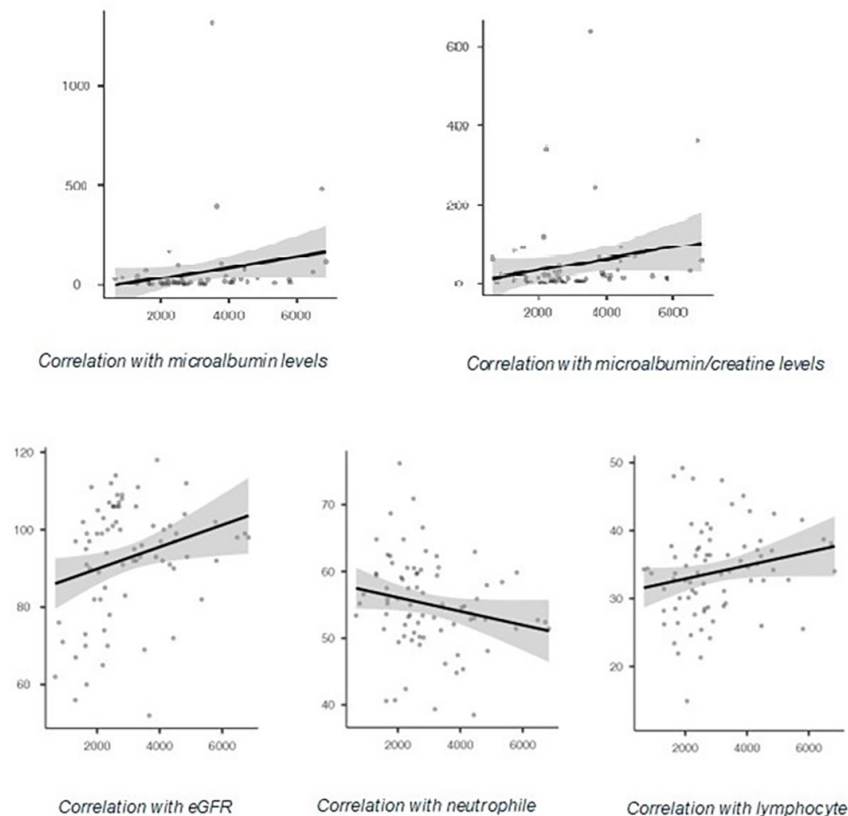 1000
500
0
2000 4000 6000
Correlation with microalbumin levels
600
400
200
0
2000 4000 6000
Correlation with microalbumin/creatine levels
120
100
80
60
2000 4000 6000
Correlation with eGFR
70
60
50
40
2000 4000 6000
Correlation with neutrophile
50
40
30
20
2000 4000 6000
Correlation with lymphocyte